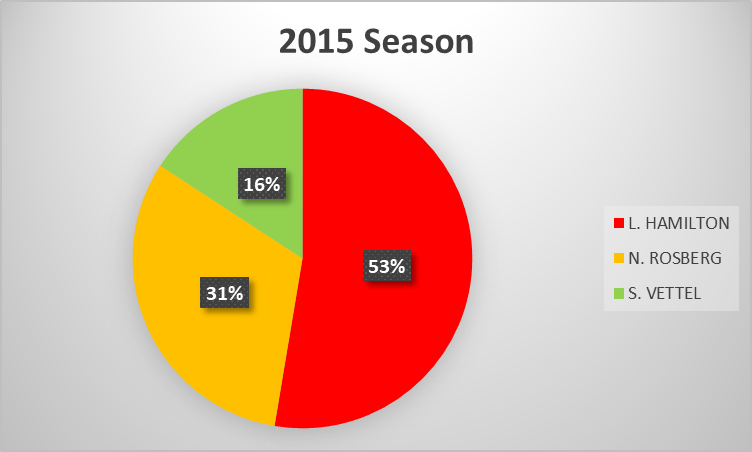 2015 Season
16%
53%
31%
L. HAMILTON
N. ROSBERG
S. VETTEL